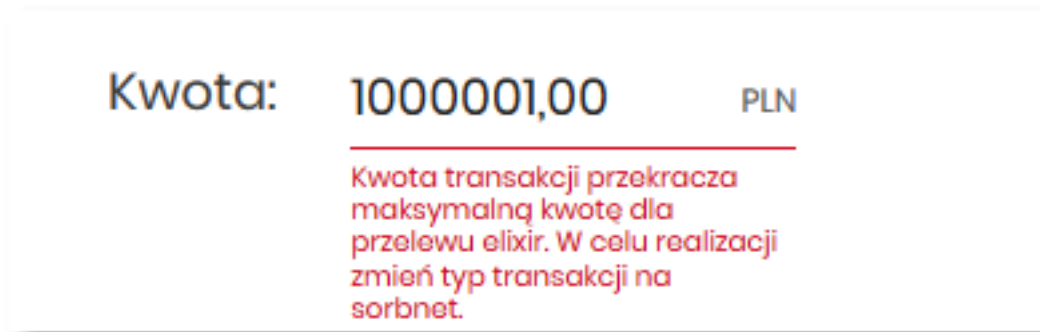 Kwota: 1000001,00 PLN
Kwota transakcji przekracza
maksymalną kwotę dla
przelewu elixir. W celu realizacji
zmień typ transakcji na
sorbnet.